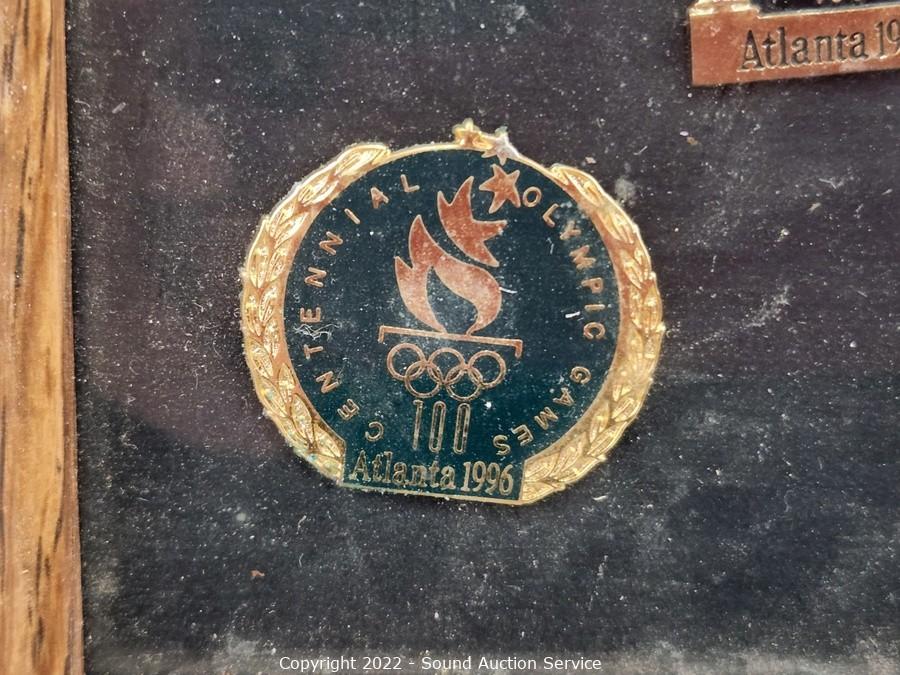 Atlanta 19
CENTENNIAL OLYMPIC GAMES
100
Atlanta 1996
Copyright 2022 - Sound Auction Service